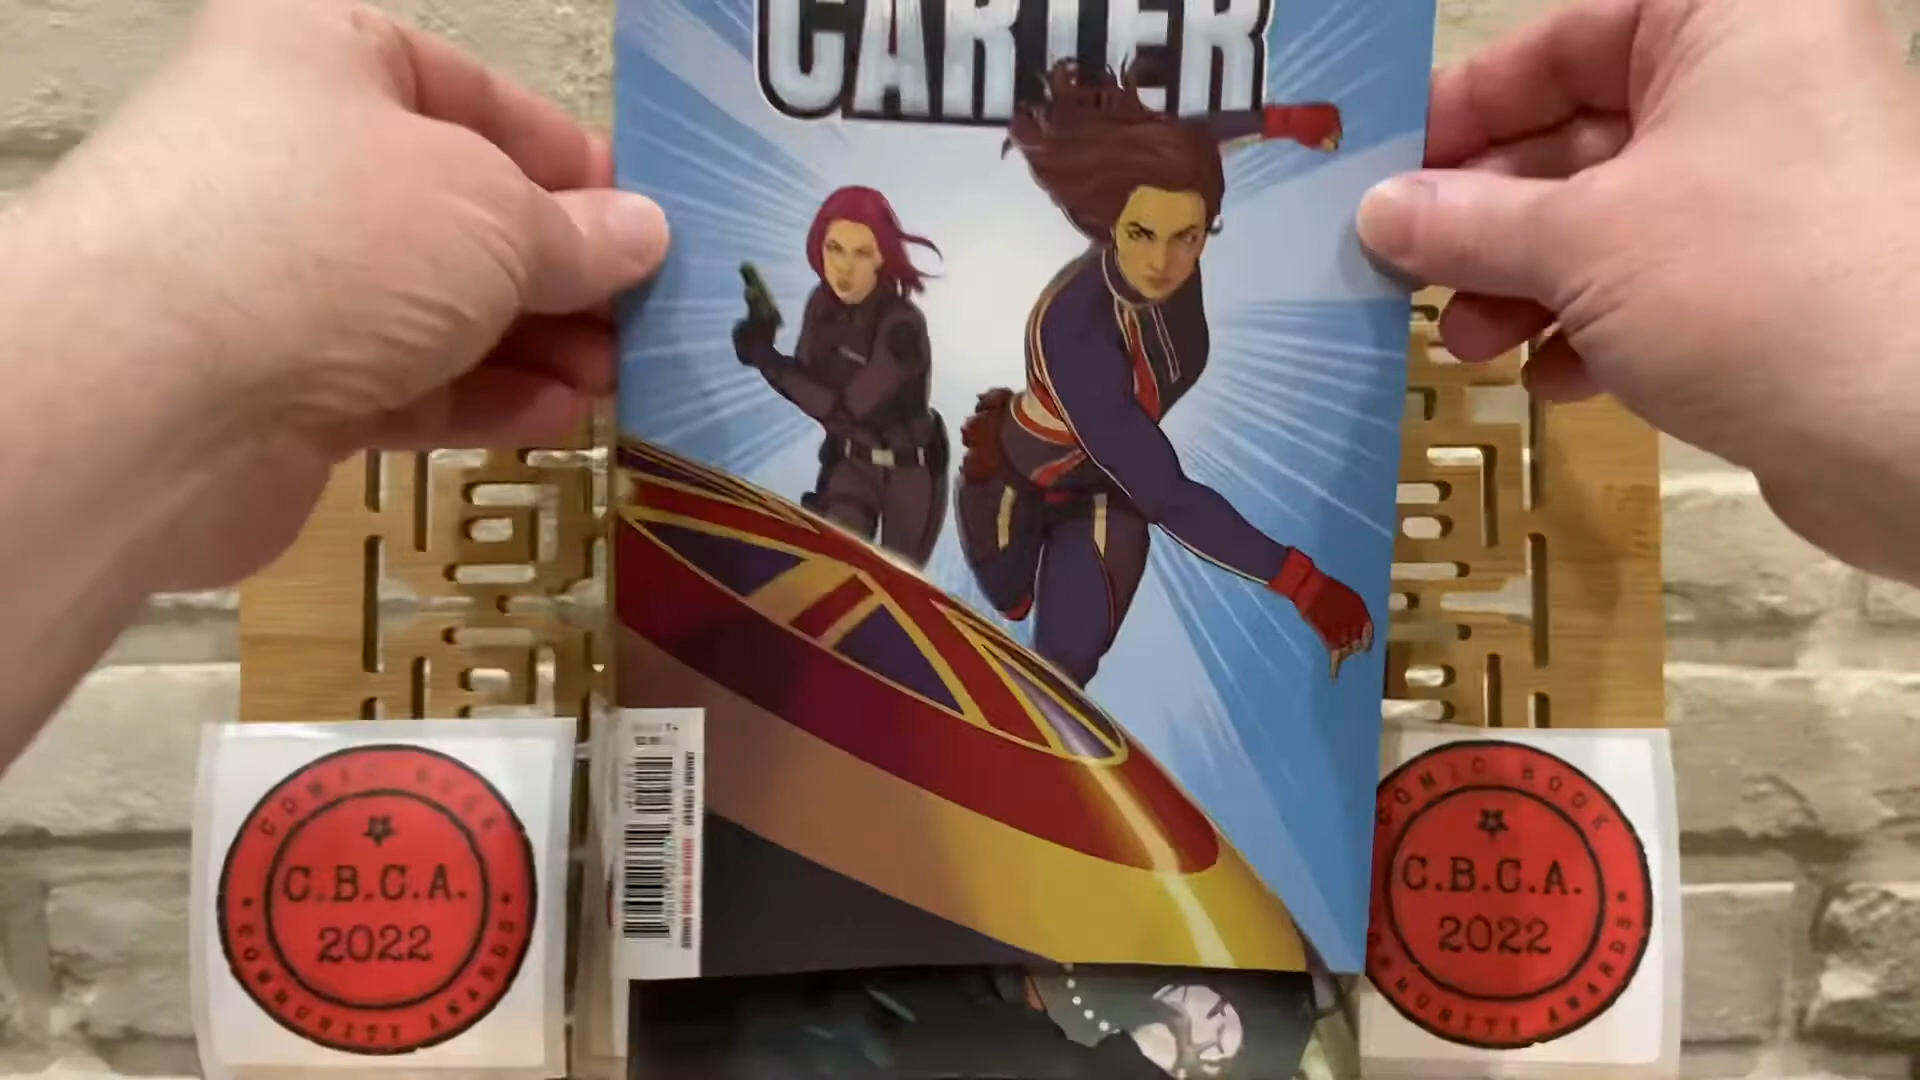 CARTER
COMIC BOOK
C.B.C.A.
2022
COMMUNITY AWARDS
COMIC BOOK
C.B.C.A.
2022
COMMUNITY AWARDS